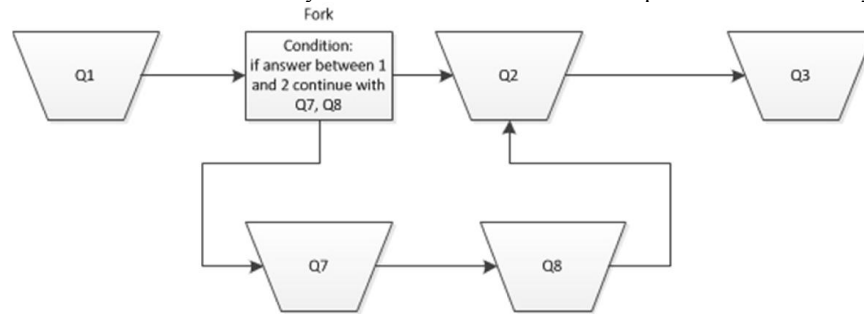 Fork
Q1
Condition:
if answer between 1
and 2 continue with
Q7, Q8
Q2
Q3
Q7
Q8